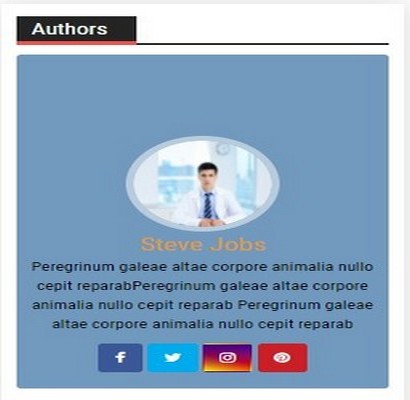 Authors
Steve Jobs
Peregrinum galeae altae corpore animalia nullo
cepit reparabPeregrinum galeae altae corpore
animalia nullo cepit reparab Peregrinum galeae
altae corpore animalia nullo cepit reparab